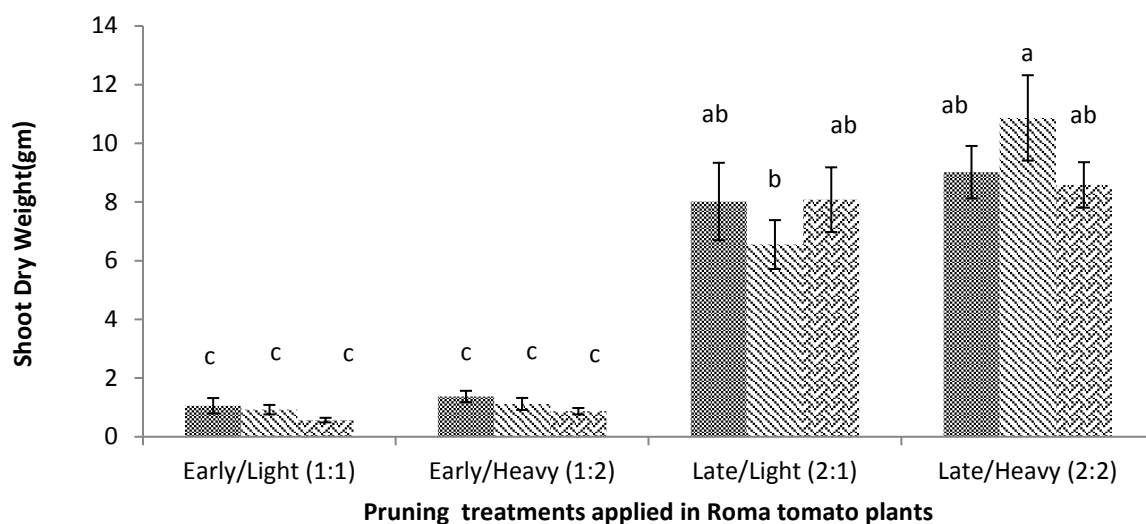 Shoot Dry Weight(gm)
14
12
10
8
6
4
2
0
c c c
c c c
ab b ab
ab a ab
Early/Light (1:1) Early/Heavy (1:2) Late/Light (2:1) Late/Heavy (2:2)
Pruning treatments applied in Roma tomato plants